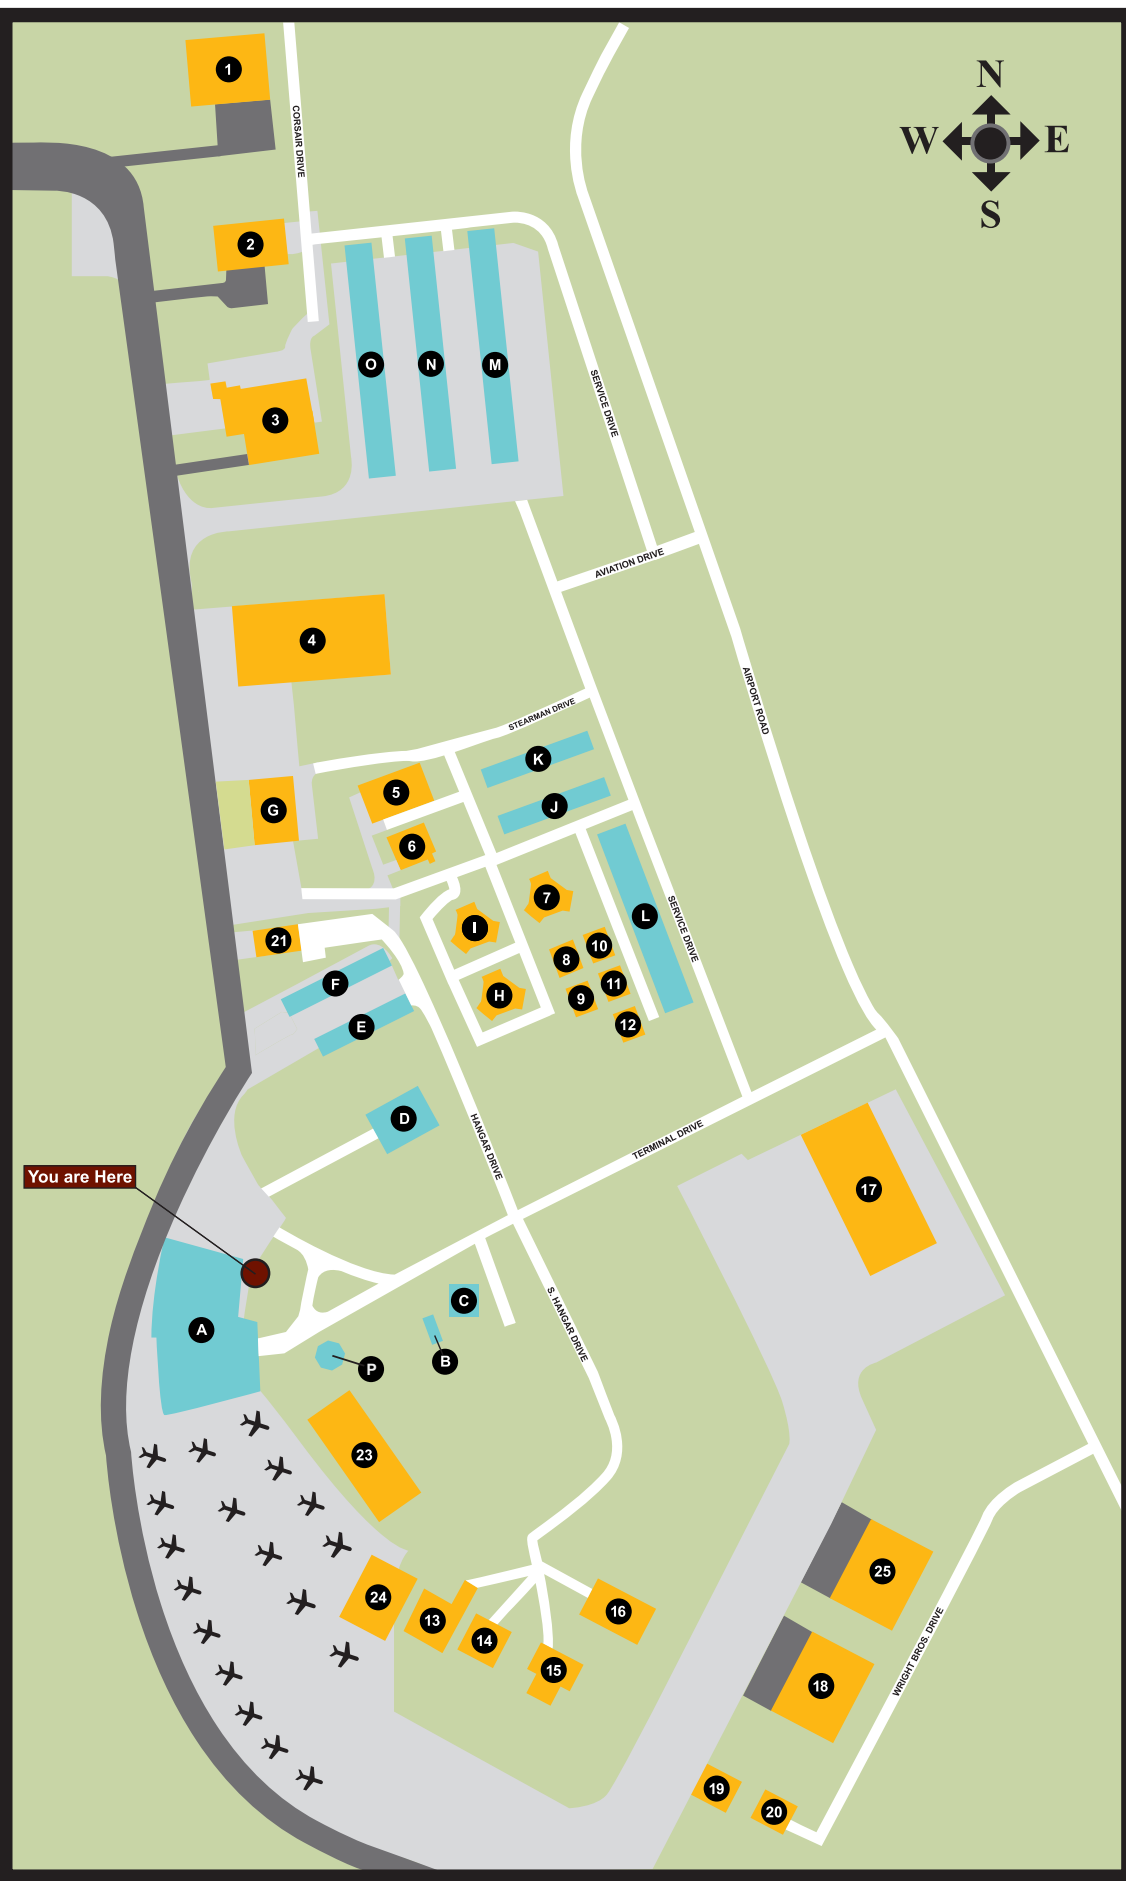 N
W E
S
1
CORSAIR DRIVE
2
O
N
M
SERVICE DRIVE
3
AVIATION DRIVE
4
AIRPORT ROAD
STEARMAN DRIVE
K
5
J
G
6
7
L
SERVICE DRIVE
I
21
10
8
F
11
H
9
E
12
D
HANGAR DRIVE
TERMINAL DRIVE
You are Here
17
C
S. HANGAR DRIVE
A
B
P
23
25
24
16
13
14
WRIGHT BROS. DRIVE
15
18
19
20